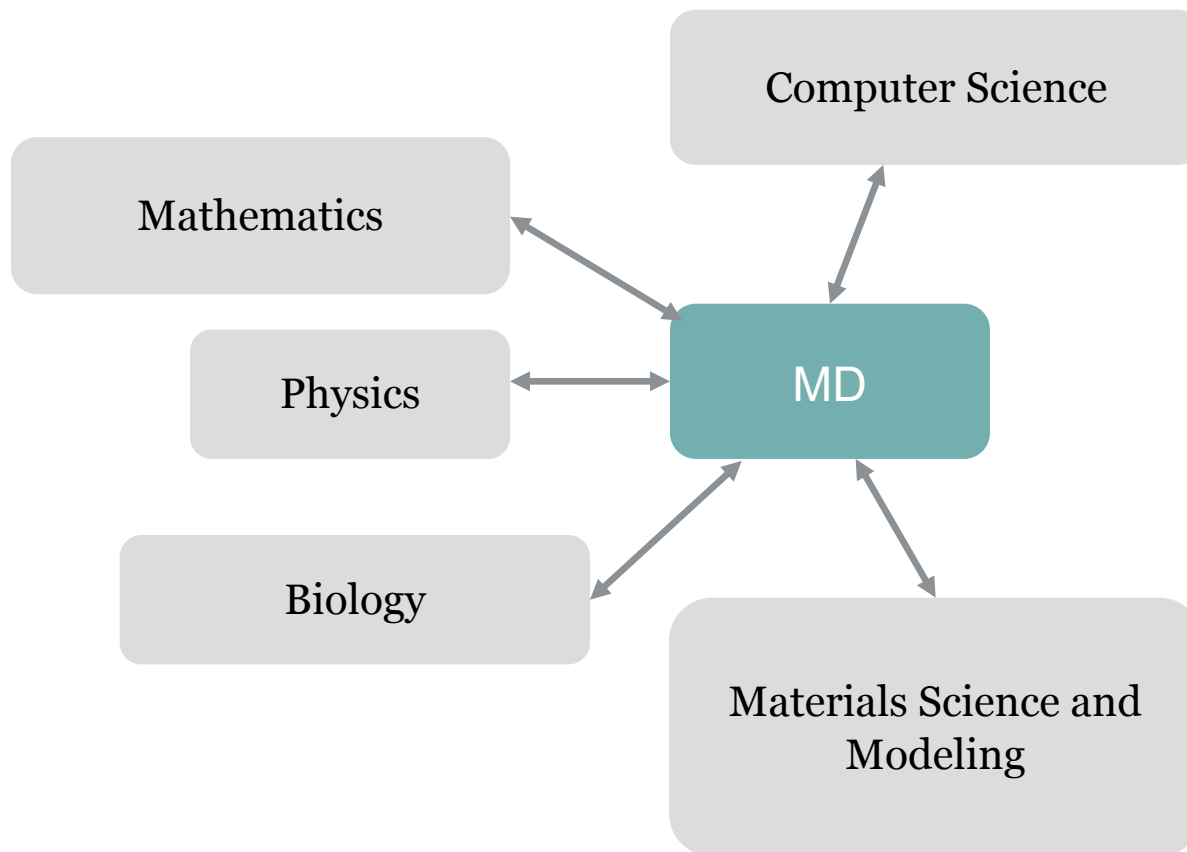 Computer Science
Mathematics
Physics
MD
Biology
Materials Science and
Modeling